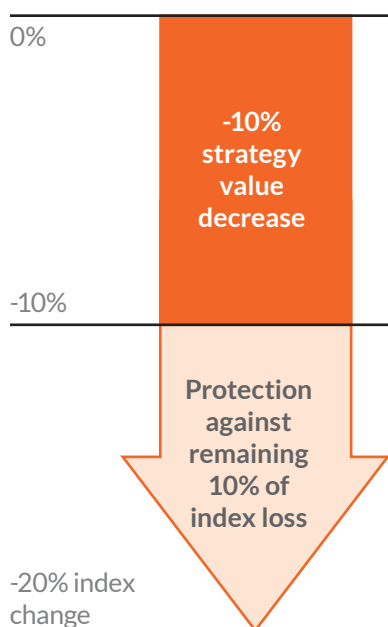 0%
-10%
strategy
value
decrease
-10%
Protection
against
remaining
10% of
index loss
-20% index
change